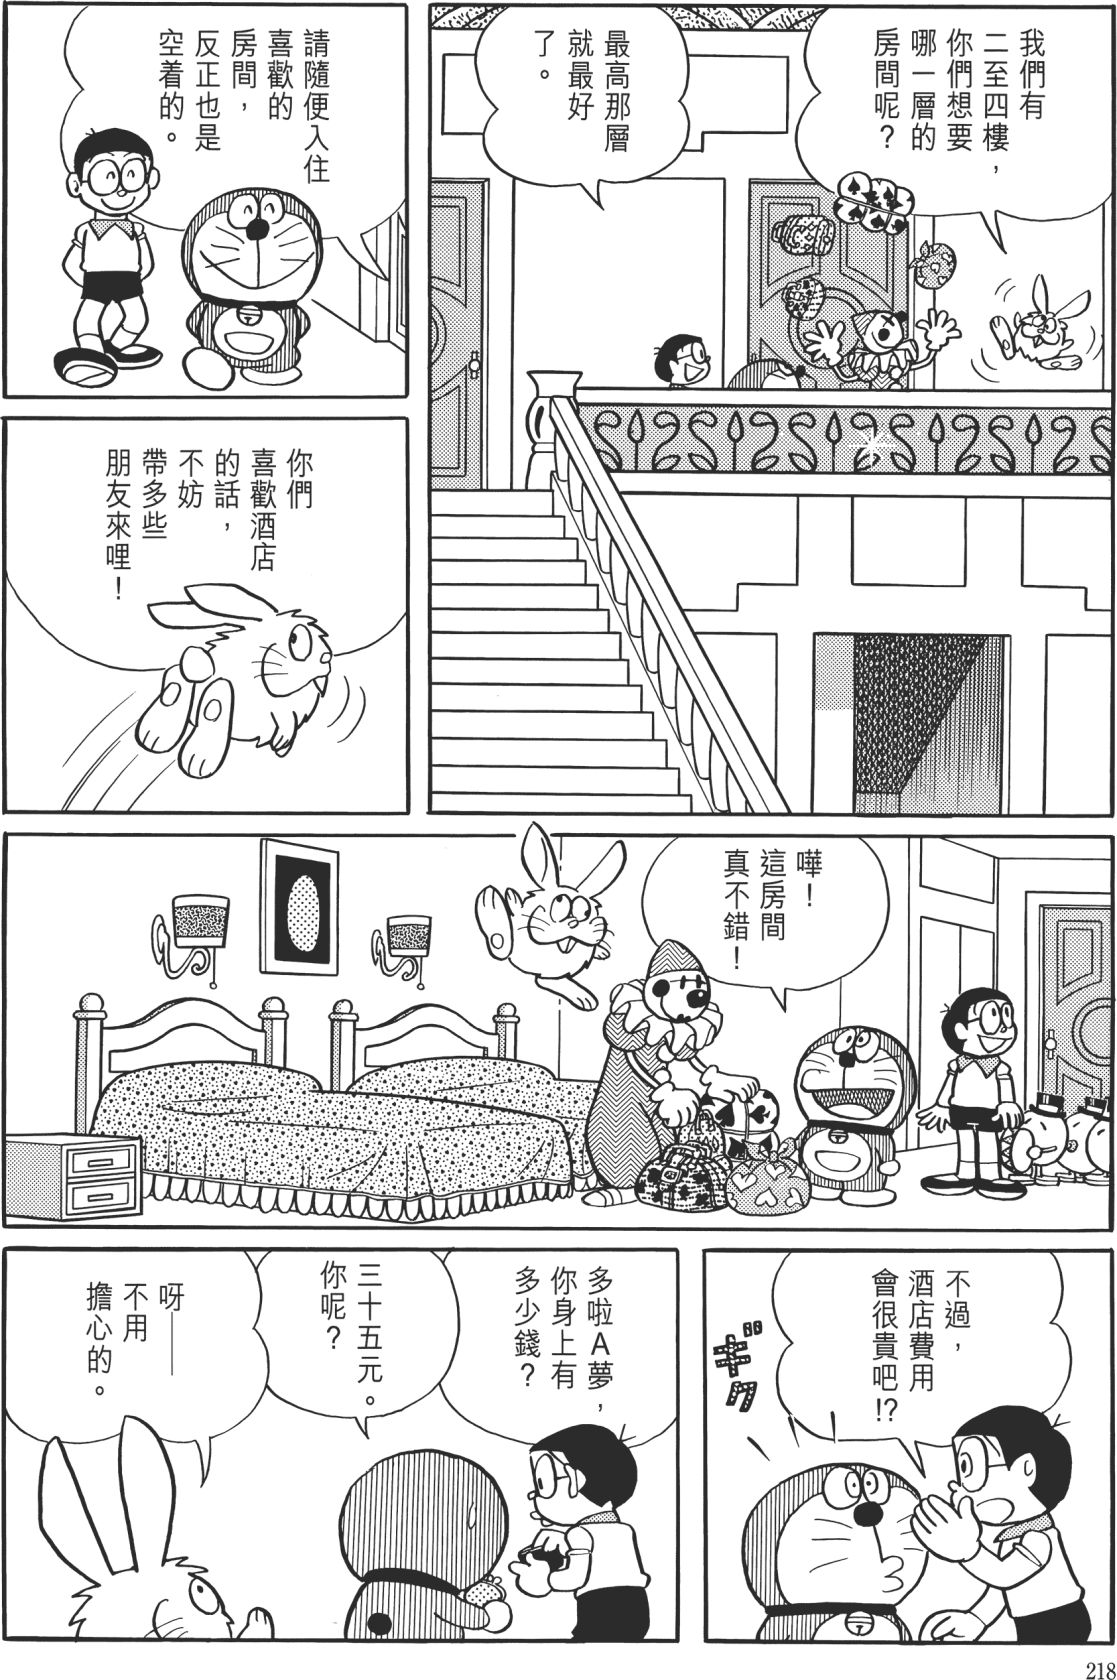 我們有
二至四樓，
你們想要
哪一層的
房間呢？
最高那層
就最好
了。
請隨便入住
喜歡的
房間，
反正也是
空着的。
你們
喜歡酒店
的話，
不妨
帶多些
朋友來哩！
嘩！
這房間
真不錯！
不過，
酒店費用
會很貴吧!?
ギク
多啦A夢，
你身上有
多少錢？
三十五元。
你呢？
呀——
不用
擔心的。
218